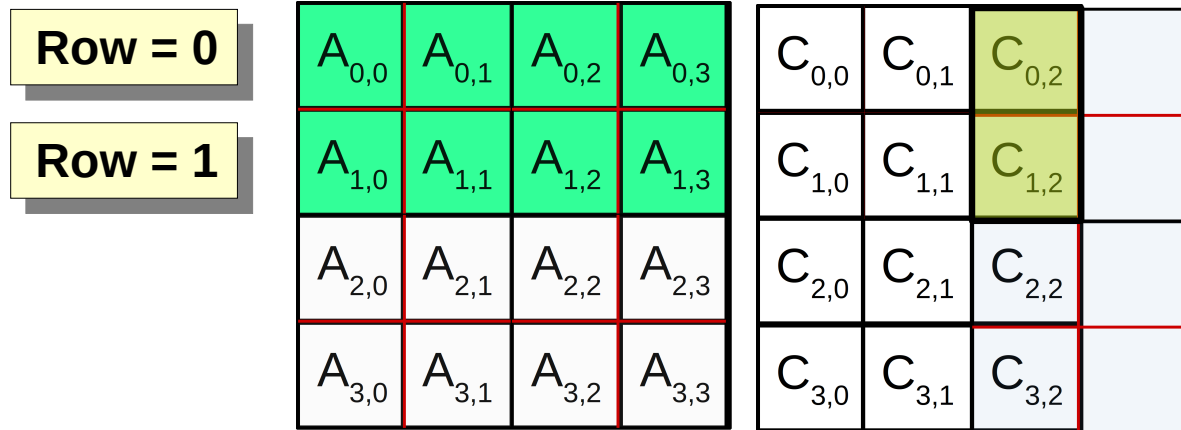 Row = 0
Row = 1
A0,0 A0,1 A0,2 A0,3
A1,0 A1,1 A1,2 A1,3
A2,0 A2,1 A2,2 A2,3
A3,0 A3,1 A3,2 A3,3
C0,0 C0,1 C0,2
C1,0 C1,1 C1,2
C2,0 C2,1 C2,2
C3,0 C3,1 C3,2